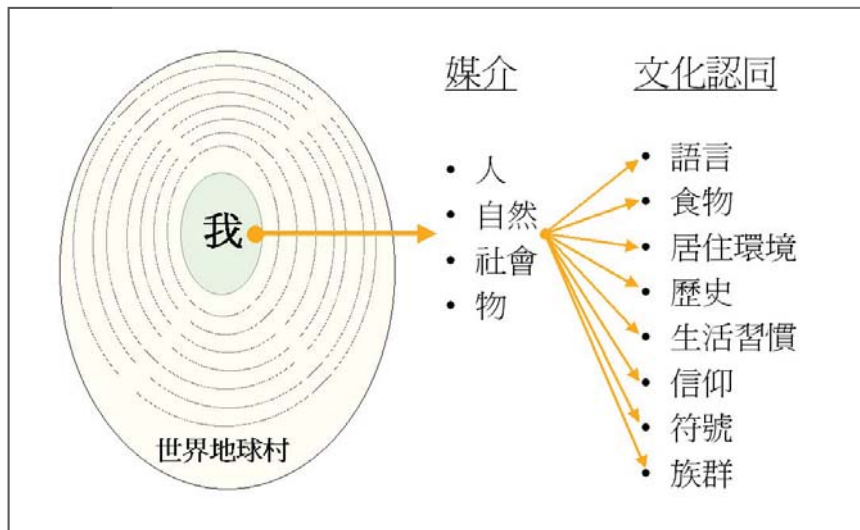 媒介
文化認同
• 人
• 自然
• 社會
• 物
• 語言
• 食物
• 居住環境
• 歷史
• 生活習慣
• 信仰
• 符號
• 族群
我
世界地球村